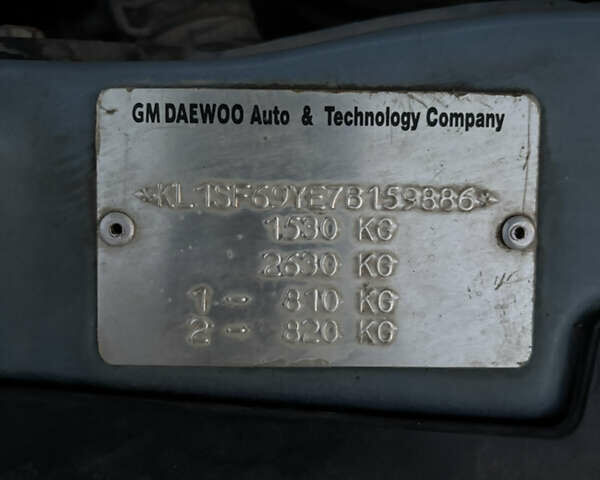 GM DAEWOO Auto & Technology Company
*KL1SF69YE7B159886*
1530 KG
2630 KG
1 - 810 KG
2 - 820 KG